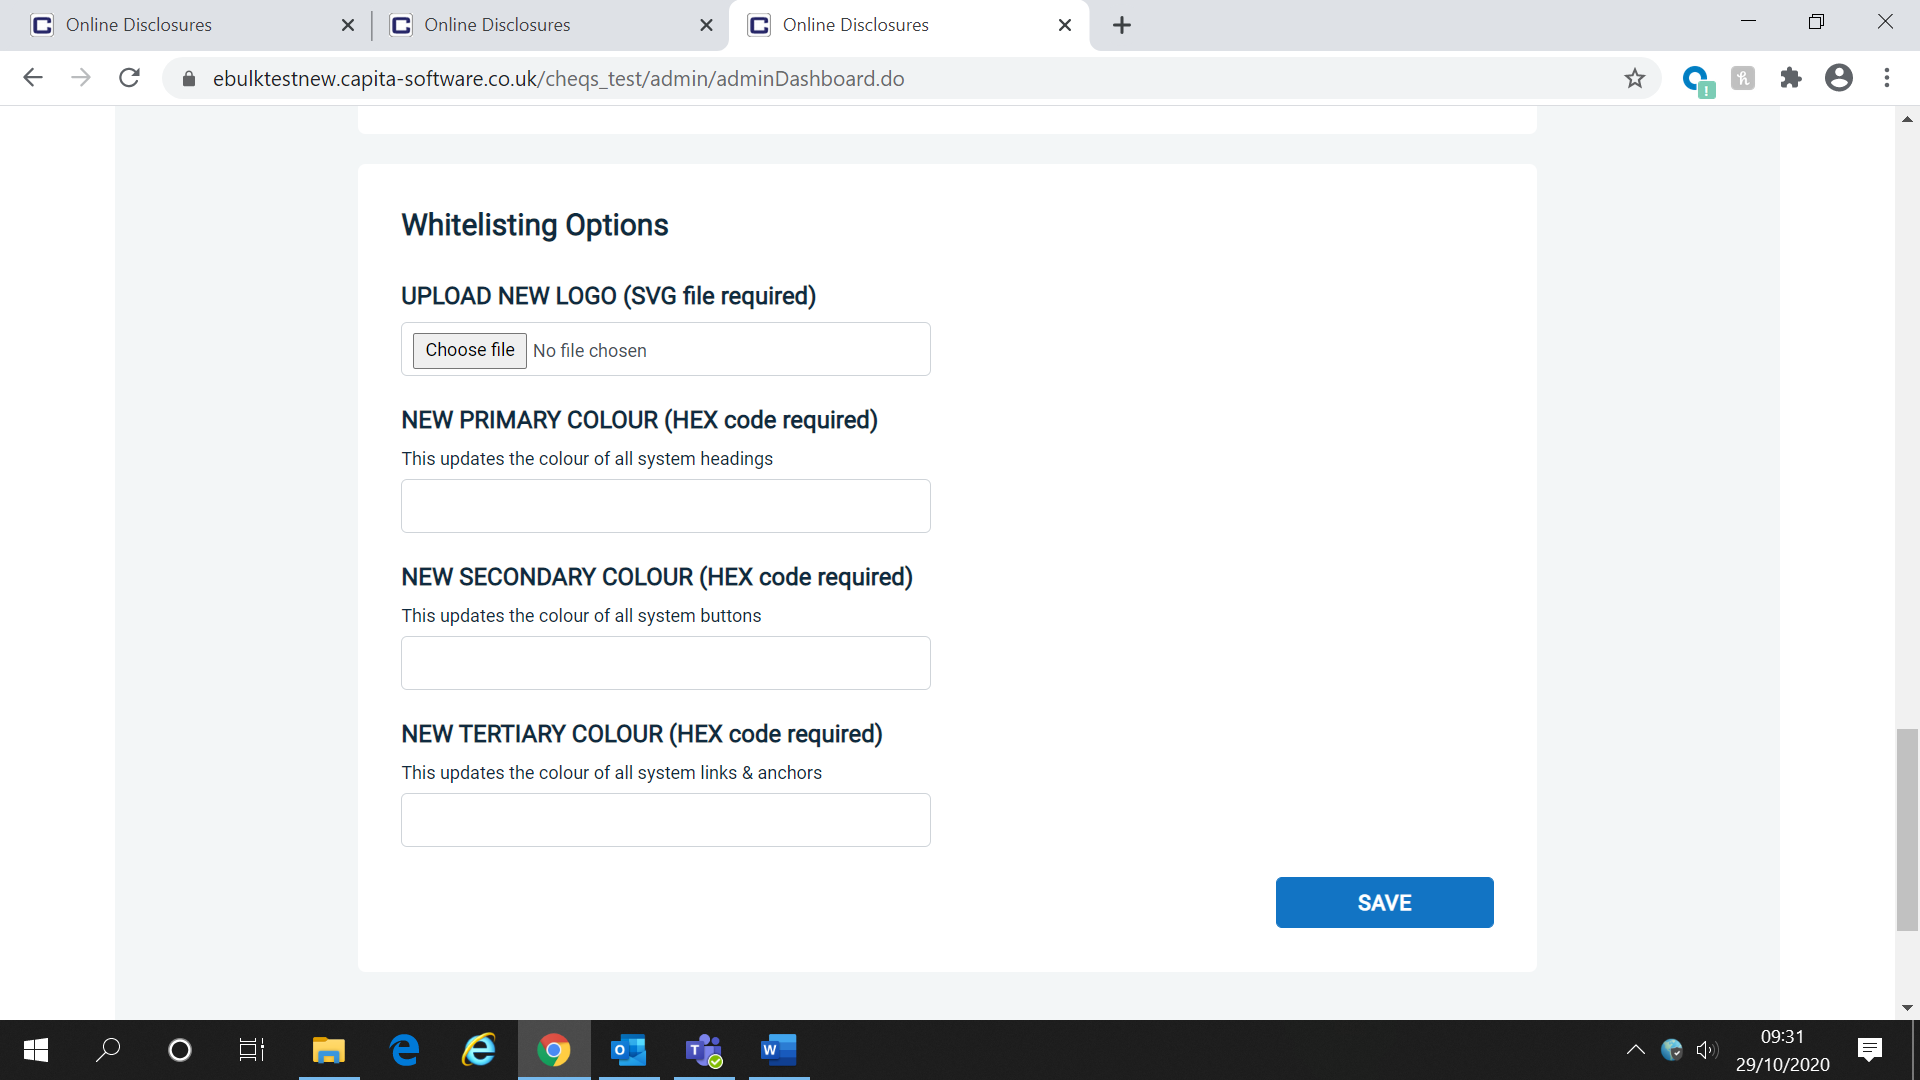 Online Disclosures
Online Disclosures
Online Disclosures
ebulktestnew.capita-software.co.uk/cheqs_test/admin/adminDashboard.do
Whitelisting Options
UPLOAD NEW LOGO (SVG file required)
Choose file No file chosen
NEW PRIMARY COLOUR (HEX code required)
This updates the colour of all system headings
NEW SECONDARY COLOUR (HEX code required)
This updates the colour of all system buttons
NEW TERTIARY COLOUR (HEX code required)
This updates the colour of all system links & anchors
SAVE
09:31
29/10/2020